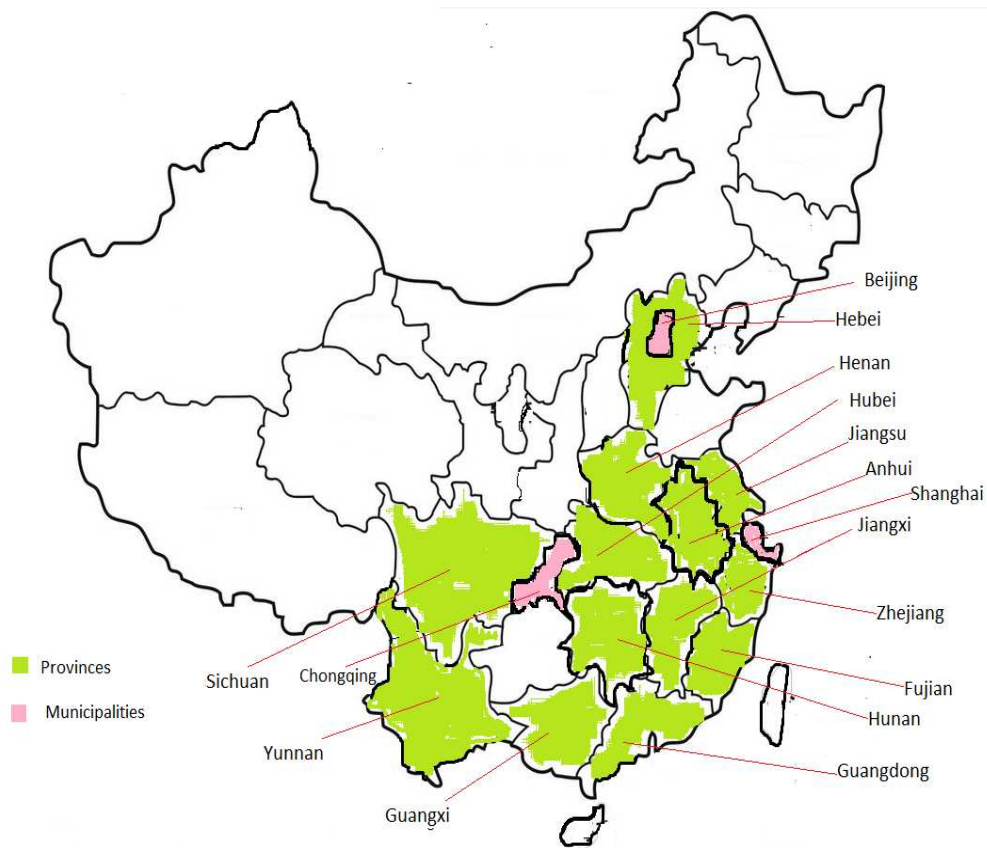 Beijing
Hebei
Henan
Hubei
Jiangsu
Anhui
Shanghai
Jiangxi
Zhejiang
Provinces
Sichuan
Chongqing
Fujian
Municipalities
Hunan
Yunnan
Guangdong
Guangxi